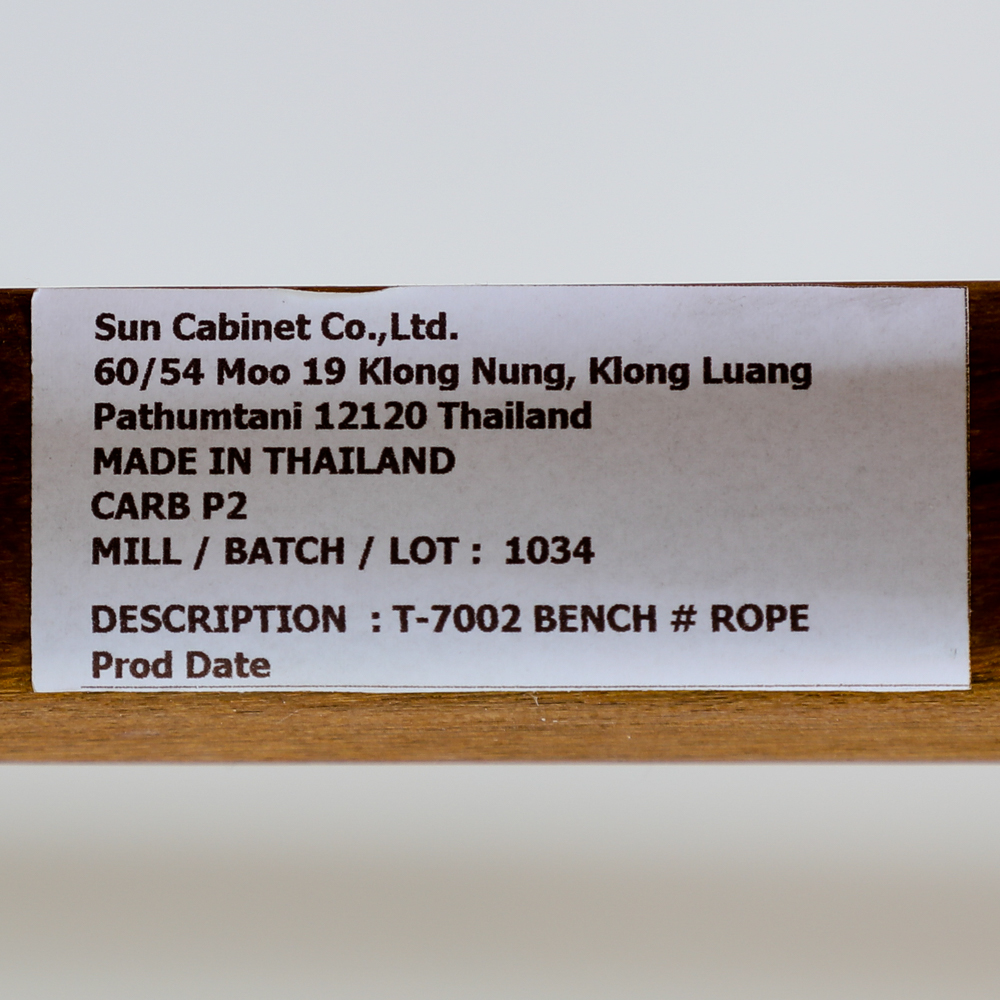 Sun Cabinet Co.,Ltd.
60/54 Moo 19 Klong Nung, Klong Luang
Pathumtani 12120 Thailand
MADE IN THAILAND
CARB P2
MILL / BATCH / LOT : 1034
DESCRIPTION : T-7002 BENCH # ROPE
Prod Date